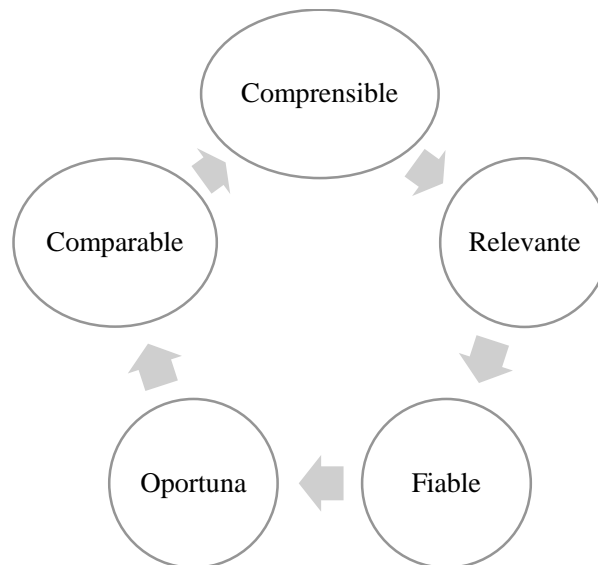 Comprensible
Relevante
Fiable
Oportuna
Comparable